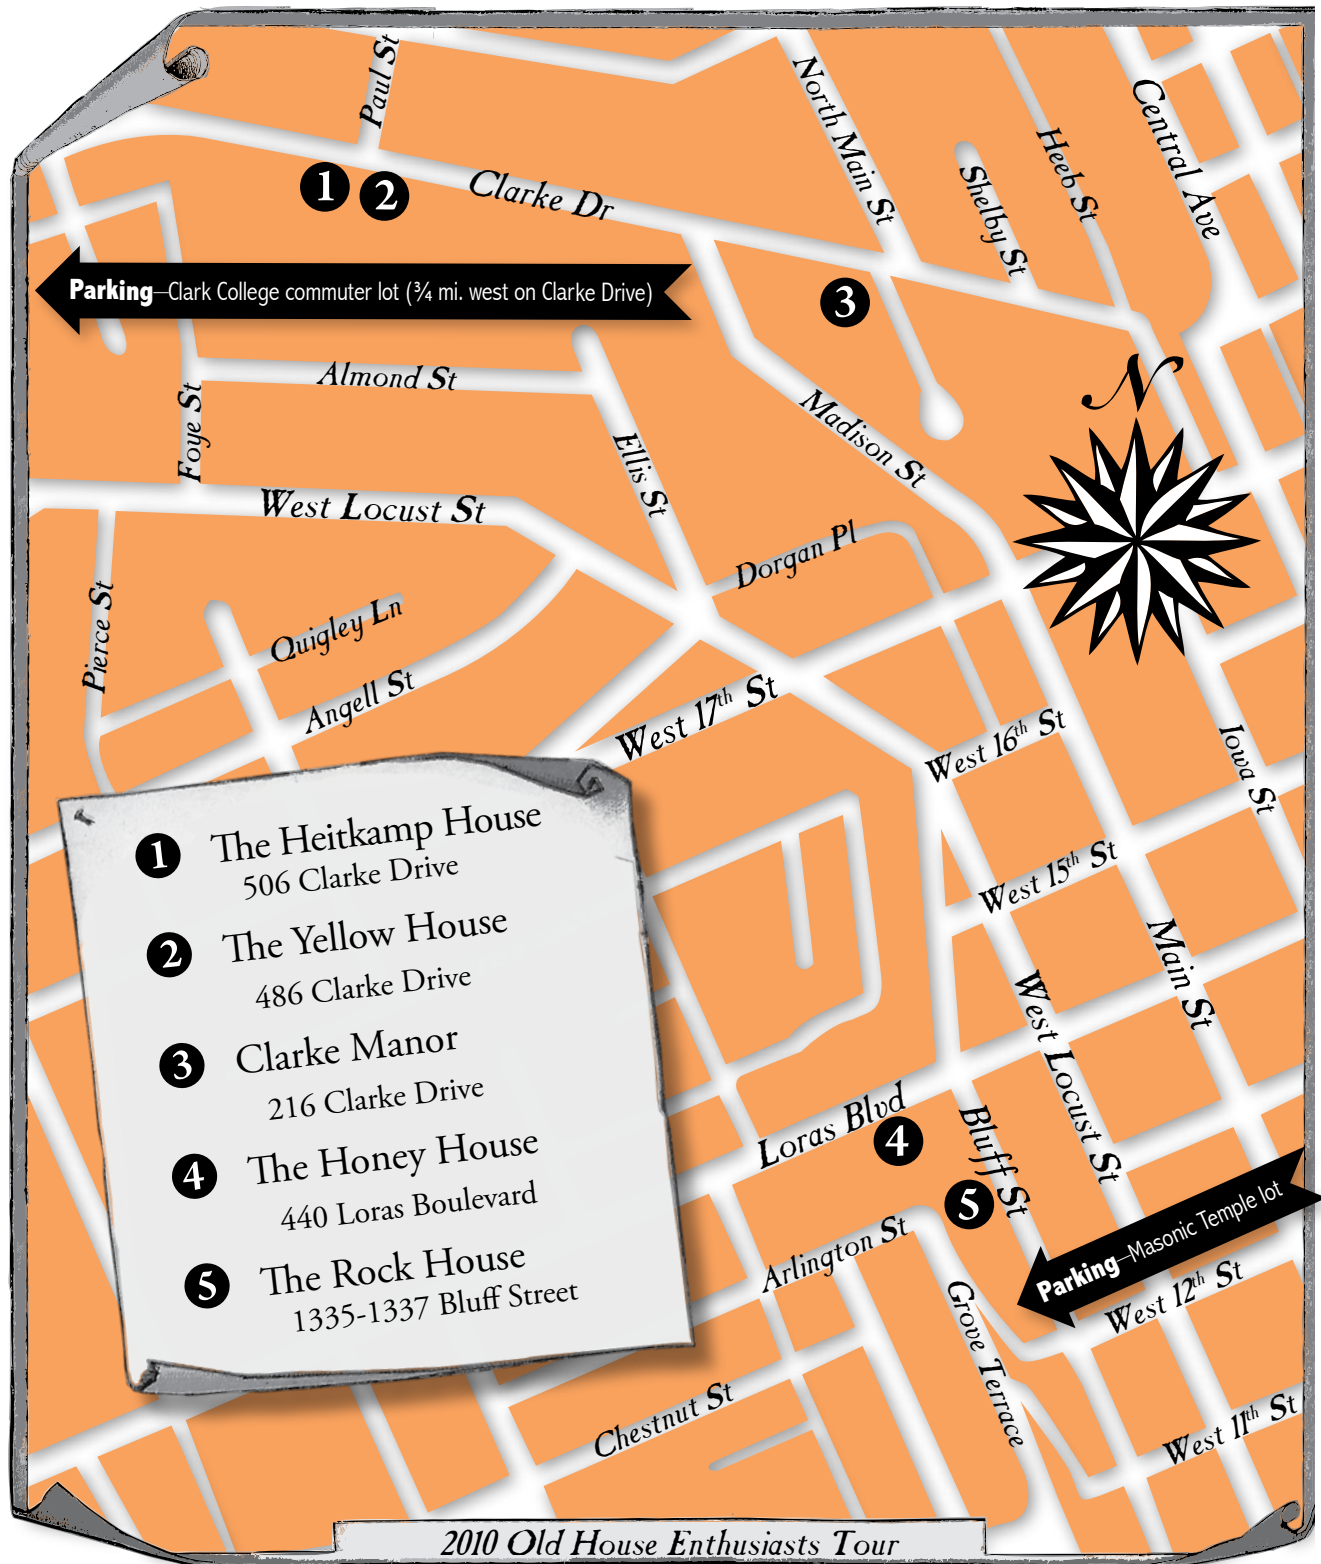 Paul St
North Main St
Central Ave
Heeb St
Shelby St
1
2
Clarke Dr
3
Parking—Clark College commuter lot (¾ mi. west on Clarke Drive)
N
Almond St
Foye St
Madison St
Ellis St
West Locust St
Dorgan Pl
Pierce St
Quigley Ln
Angell St
West 17th St
West 16th St
Iowa St
West 15th St
Main St
West Locust St
1 The Heitkamp House
506 Clarke Drive
2 The Yellow House
486 Clarke Drive
3 Clarke Manor
216 Clarke Drive
4 The Honey House
440 Loras Boulevard
5 The Rock House
1335-1337 Bluff Street
Loras Blvd
4
Bluff St
5
Parking—Masonic Temple lot
Arlington St
West 12th St
Grove Terrace
Chestnut St
West 11th St
2010 Old House Enthusiasts Tour